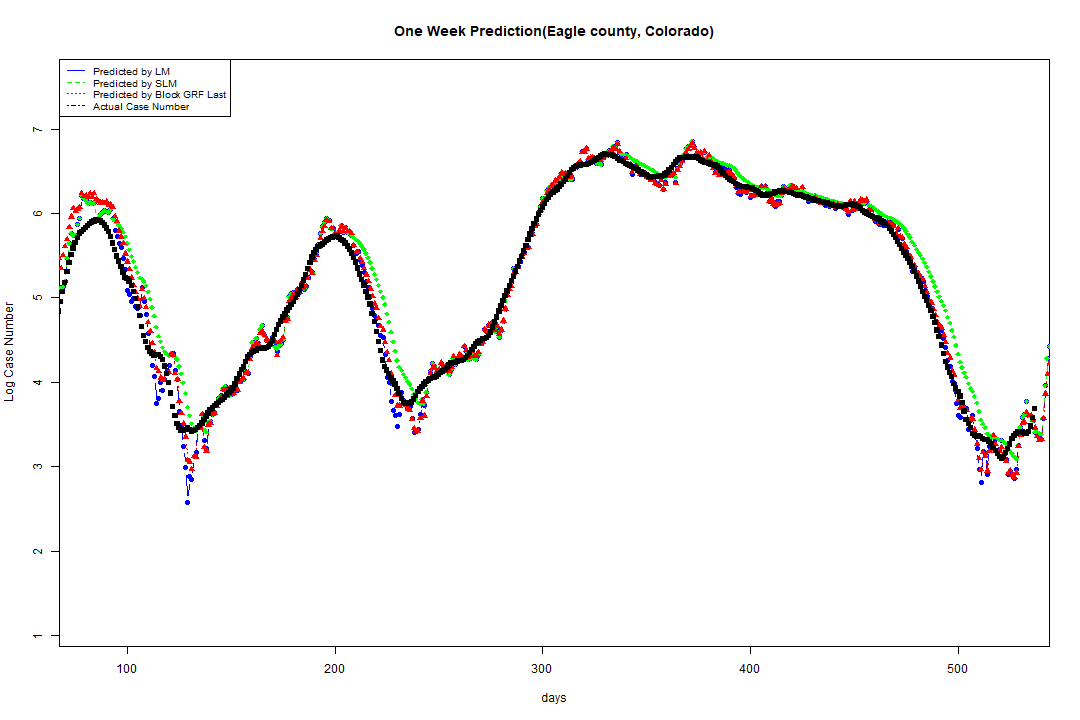 One Week Prediction(Eagle county, Colorado)
Predicted by LM
Predicted by SLM
Predicted by Block GRF Last
Actual Case Number
7
6
5
4
3
2
1
Log Case Number
100 200 300 400 500
days